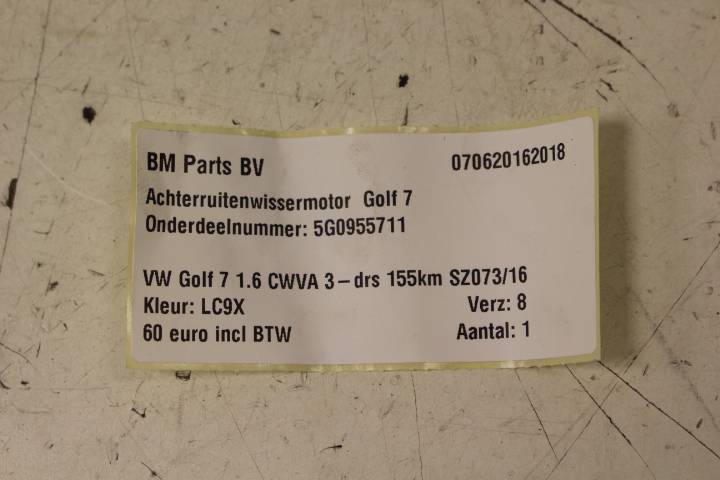 BM Parts BV 070620162018
Achterruitenwissermotor Golf 7
Onderdeelnummer: 5G0955711
VW Golf 7 1.6 CWVA 3-drs 155km SZ073/16
Kleur: LC9X Verz: 8
60 euro incl BTW Aantal: 1